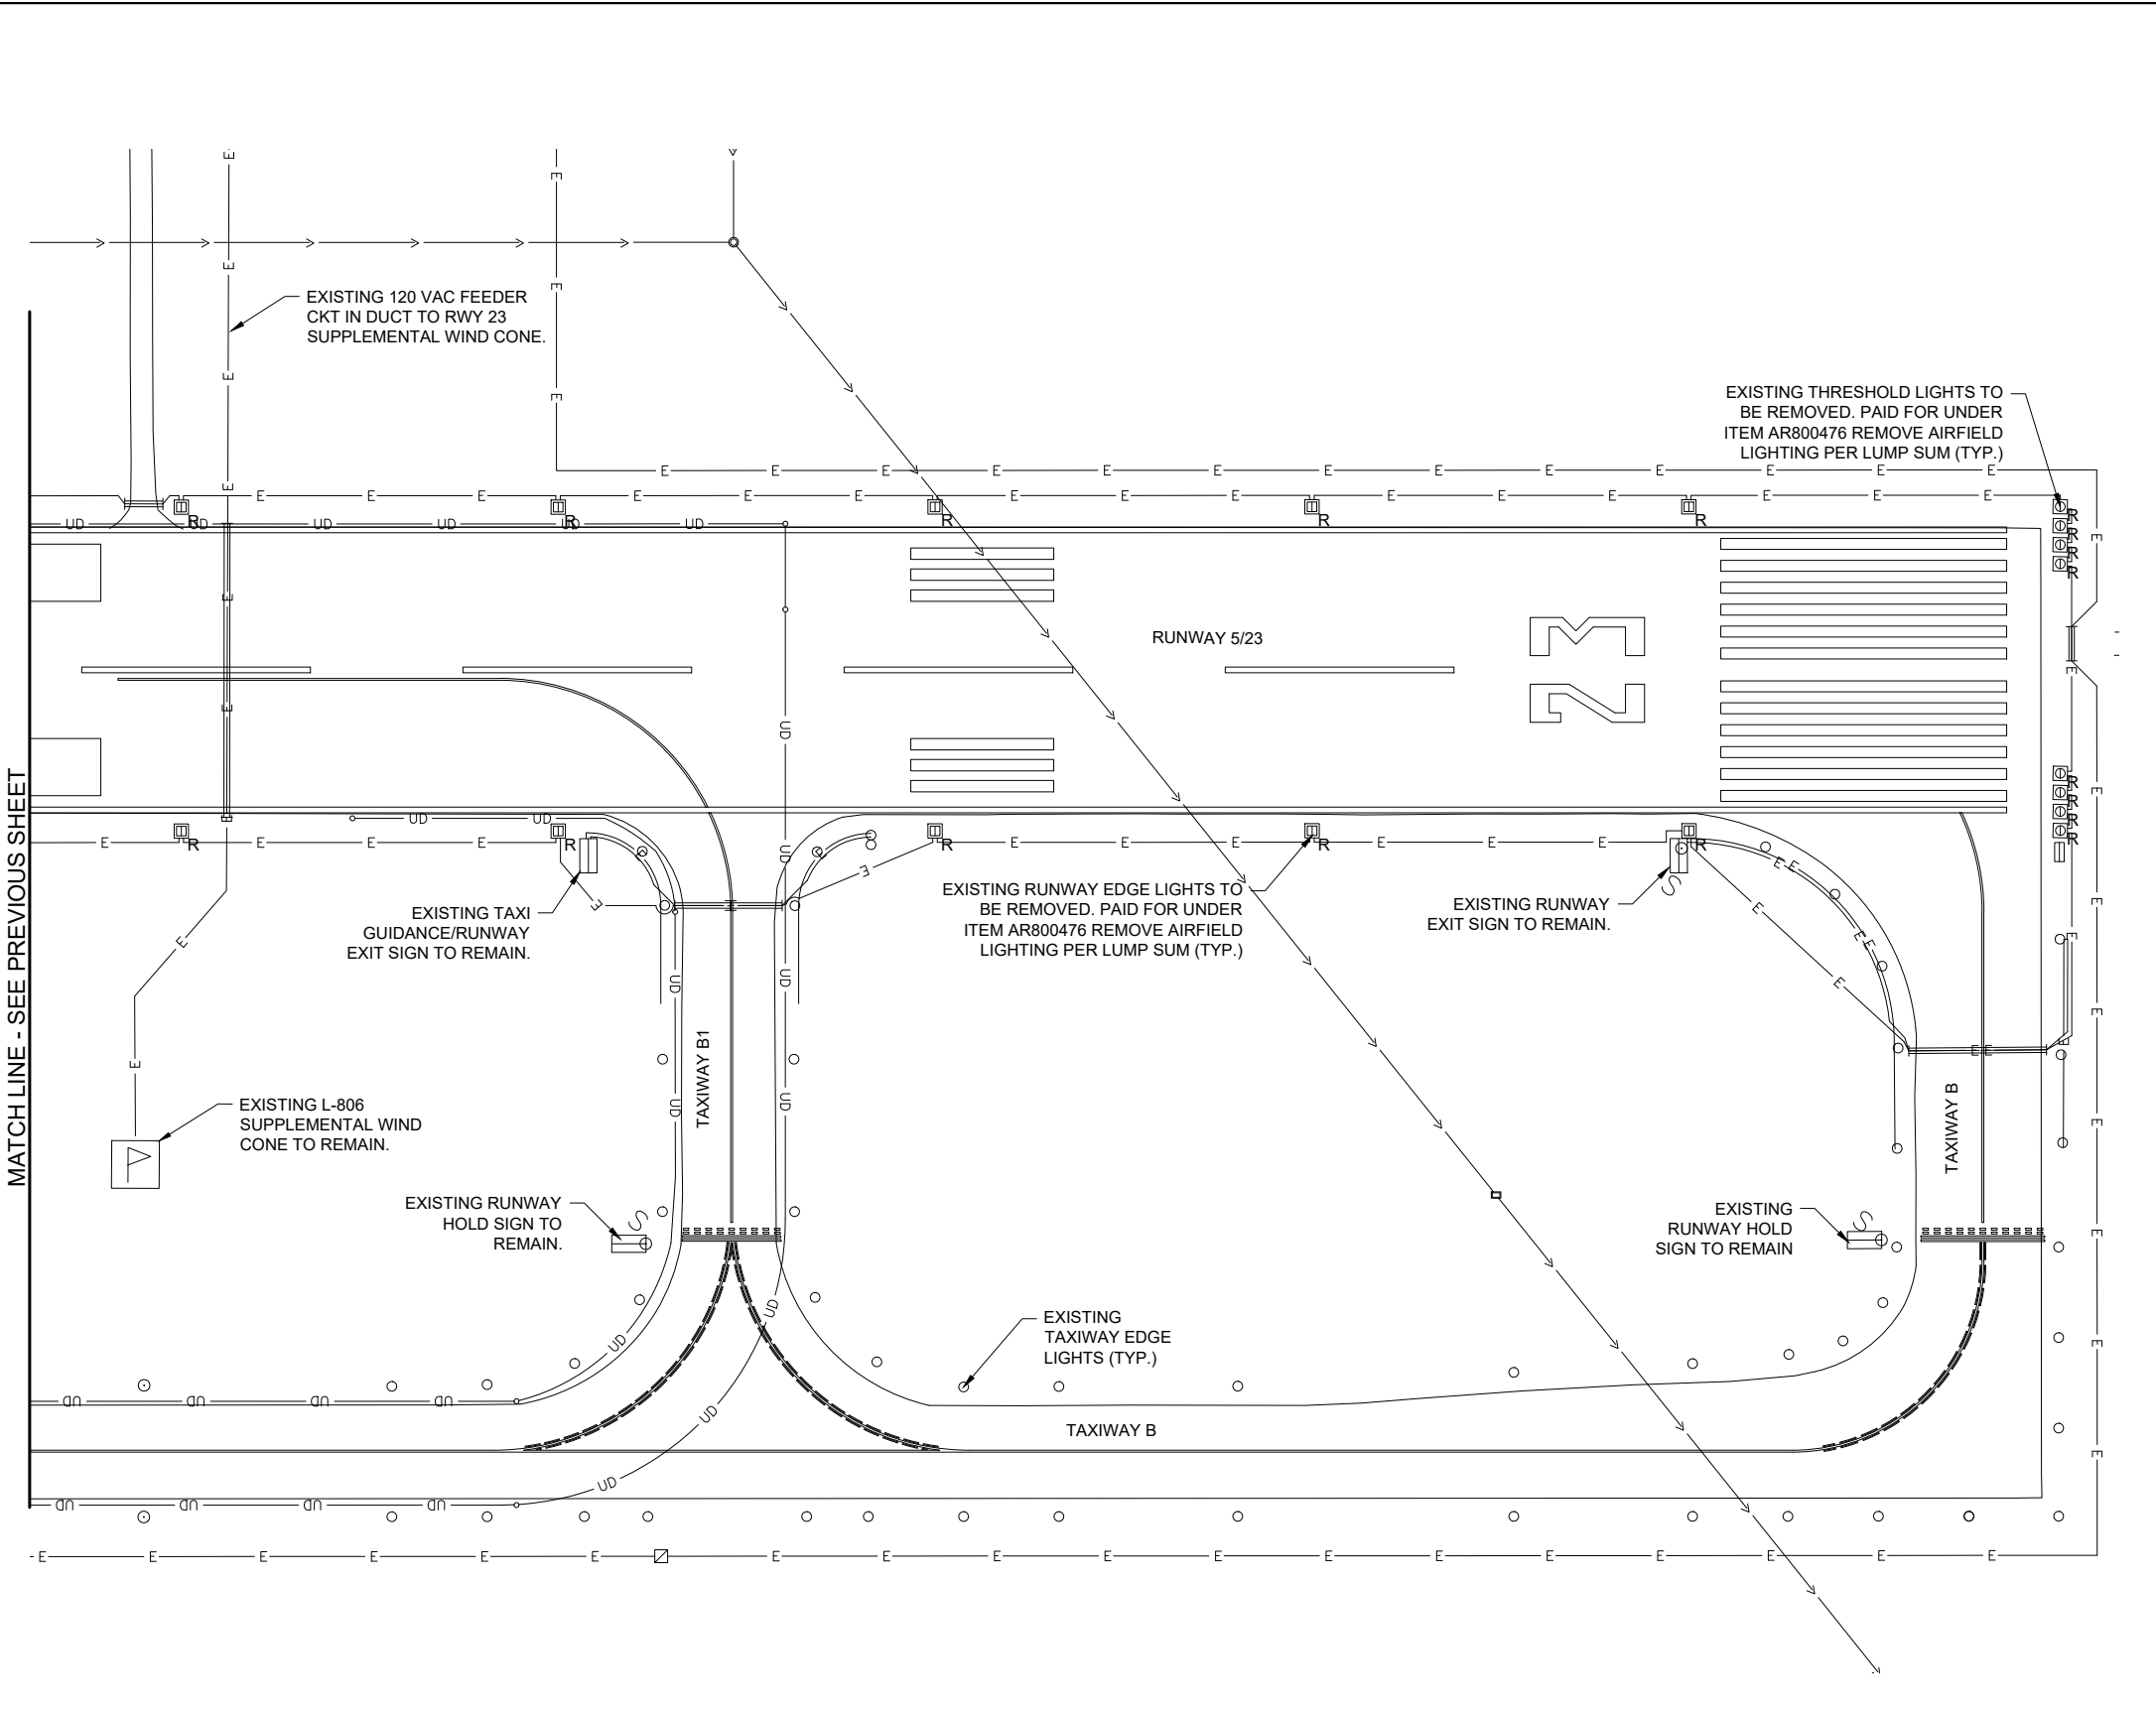 EXISTING 120 VAC FEEDER
CKT IN DUCT TO RWY 23
SUPPLEMENTAL WIND CONE.
EXISTING THRESHOLD LIGHTS TO
BE REMOVED. PAID FOR UNDER
ITEM AR800476 REMOVE AIRFIELD
LIGHTING PER LUMP SUM (TYP.)
RUNWAY 5/23
23
MATCH LINE - SEE PREVIOUS SHEET
EXISTING TAXI
GUIDANCE/RUNWAY
EXIT SIGN TO REMAIN.
EXISTING RUNWAY EDGE LIGHTS TO
BE REMOVED. PAID FOR UNDER
ITEM AR800476 REMOVE AIRFIELD
LIGHTING PER LUMP SUM (TYP.)
EXISTING RUNWAY
EXIT SIGN TO REMAIN.
TAXIWAY B1
TAXIWAY B
EXISTING L-806
SUPPLEMENTAL WIND
CONE TO REMAIN.
EXISTING RUNWAY
HOLD SIGN TO
REMAIN.
EXISTING
RUNWAY HOLD
SIGN TO REMAIN
EXISTING
TAXIWAY EDGE
LIGHTS (TYP.)
TAXIWAY B